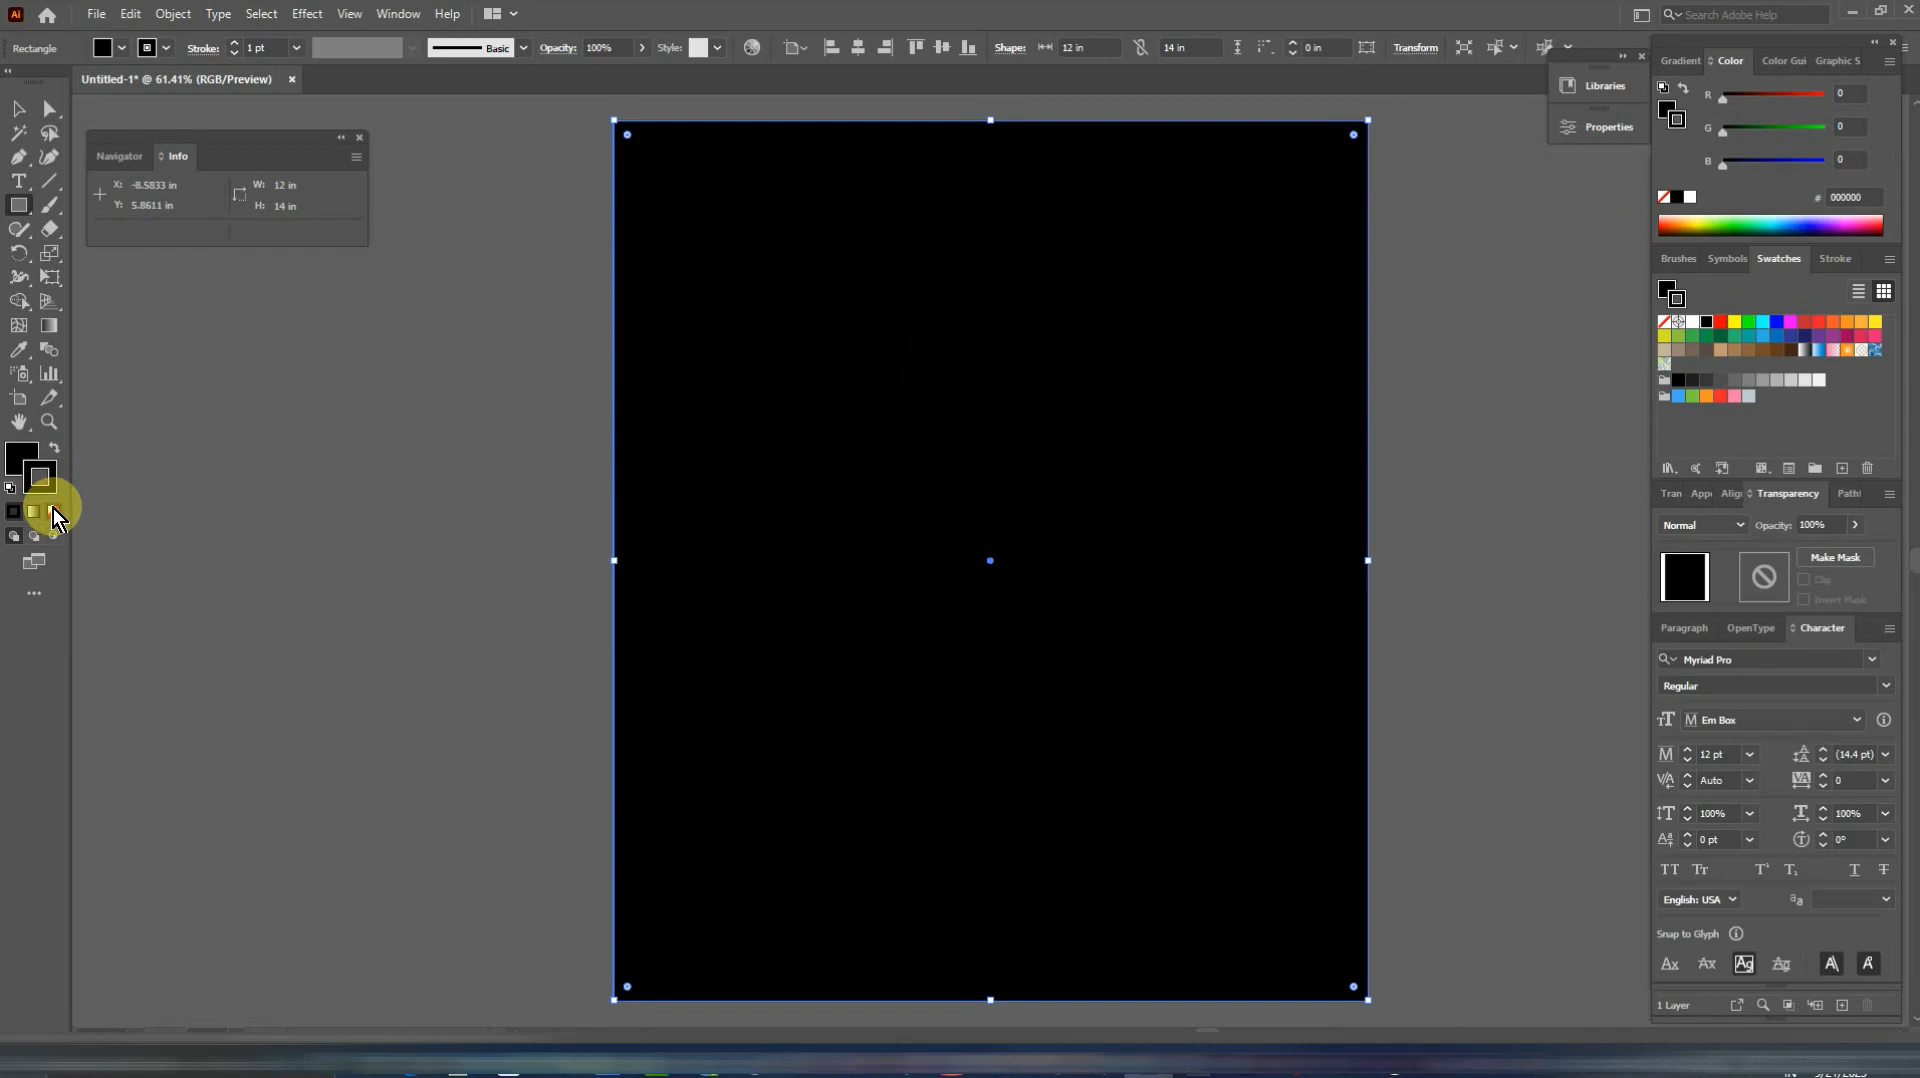 Ai File Edit Object Type Select Effect View Window Help Search Adobe Help
Rectangle Stroke: 1 pt Basic Opacity: 100% Style: Shape: 12 in 14 in 0 in Transform
Untitled-1* @ 61.41% (RGB/Preview)
Gradient Color Color Gui Graphic S
Libraries
Properties
R 0
G 0
B 0
# 000000
Navigator Info
X: -8.5833 in W: 12 in
Y: 5.8611 in H: 14 in
Brushes Symbols Swatches Stroke
Tran Appe Alig Transparency Path
Normal Opacity: 100%
Make Mask
Clip
Invert Mask
Paragraph OpenType Character
Myriad Pro
Regular
Em Box
12 pt (14.4 pt)
Auto 0
100% 100%
0 pt 0°
English: USA
Snap to Glyph
1 Layer